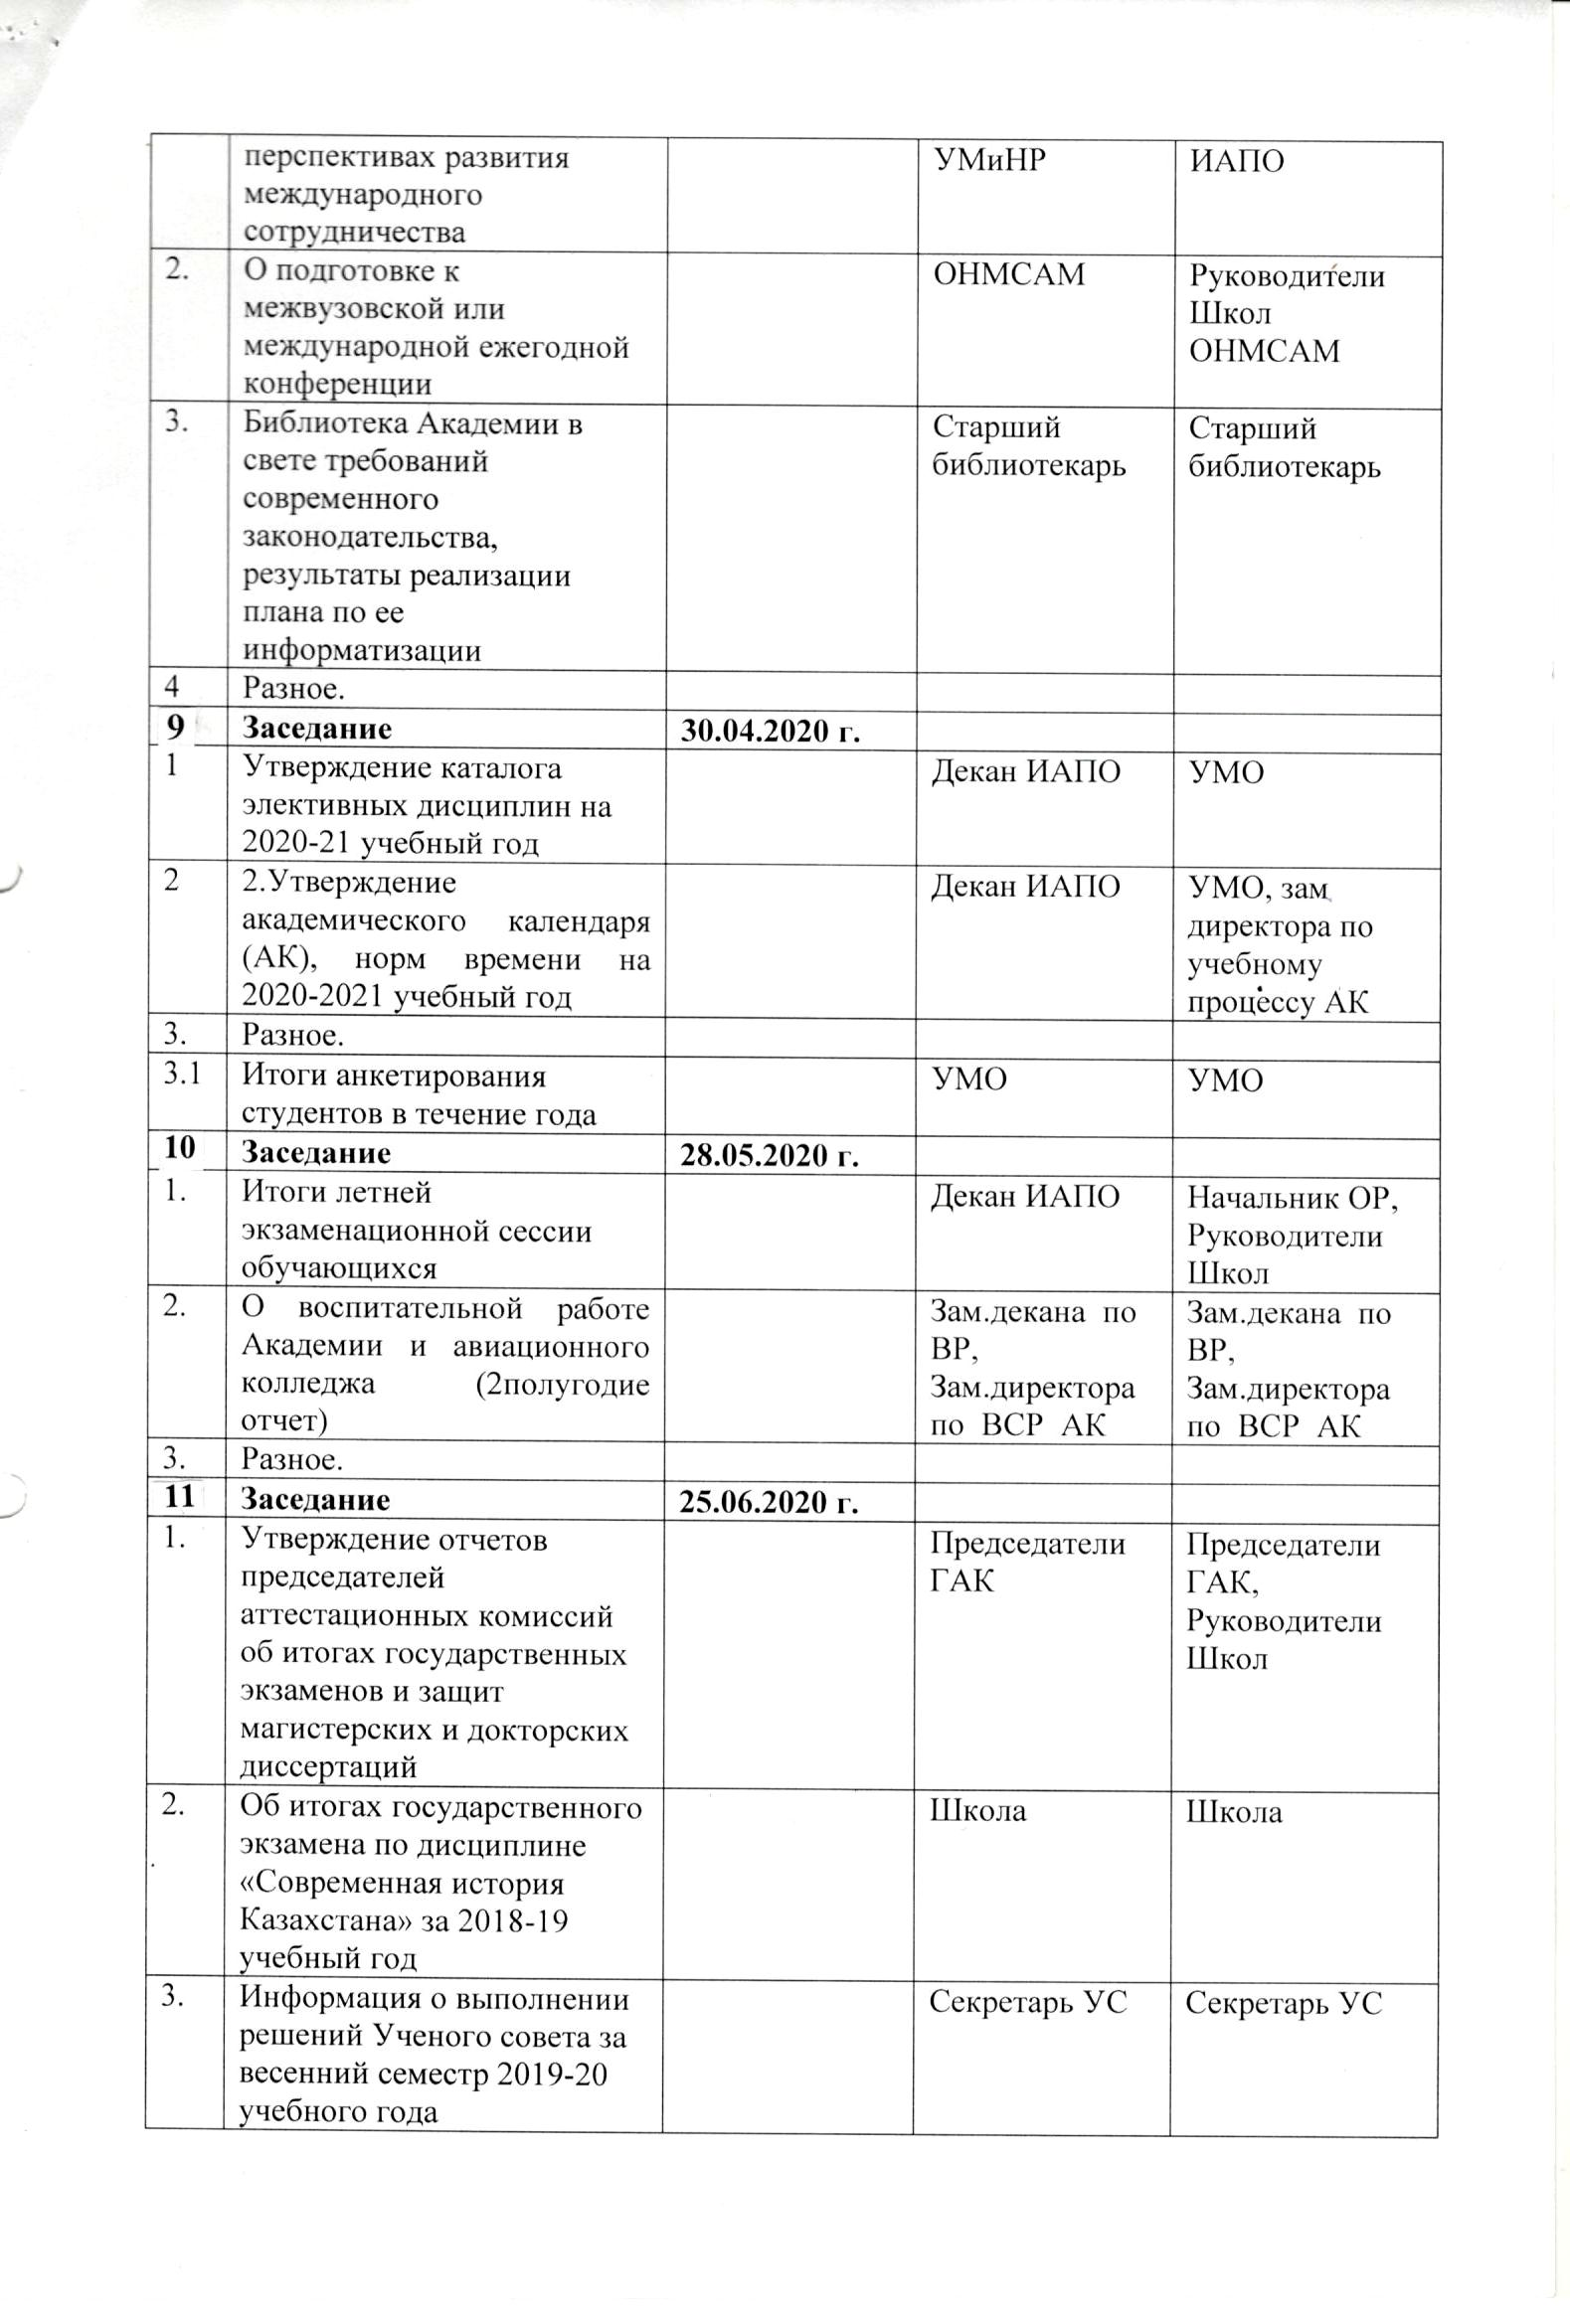 перспективах развития УМиНР ИАПО
международного
сотрудничества
2. О подготовке к ОНМСАМ Руководители
межвузовской или Школ
международной ежегодной ОНМСАМ
конференции
3. Библиотека Академии в Старший Старший
свете требований библиотекарь библиотекарь
современного
законодательства,
результаты реализации
плана по ее
информатизации
4 Разное.
9 Заседание 30.04.2020 г.
1 Утверждение каталога Декан ИАПО УМО
элективных дисциплин на
2020-21 учебный год
2 2.Утверждение Декан ИАПО УМО, зам
академического календаря директора по
(АК), норм времени на учебному
2020-2021 учебный год процессу АК
3. Разное.
3.1 Итоги анкетирования УМО УМО
студентов в течение года
10 Заседание 28.05.2020 г.
1. Итоги летней Декан ИАПО Начальник ОР,
экзаменационной сессии Руководители
обучающихся Школ
2. О воспитательной работе Зам.декана по Зам.декана по
Академии и авиационного ВР, ВР,
колледжа (2полугодие Зам.директора Зам.директора
отчет) по ВСР АК по ВСР АК
3. Разное.
11 Заседание 25.06.2020 г.
1. Утверждение отчетов Председатели Председатели
председателей ГАК ГАК,
аттестационных комиссий Руководители
об итогах государственных Школ
экзаменов и защит
магистерских и докторских
диссертаций
2. Об итогах государственного Школа Школа
экзамена по дисциплине
«Современная история
Казахстана» за 2018-19
учебный год
3. Информация о выполнении Секретарь УС Секретарь УС
решений Ученого совета за
весенний семестр 2019-20
учебного года